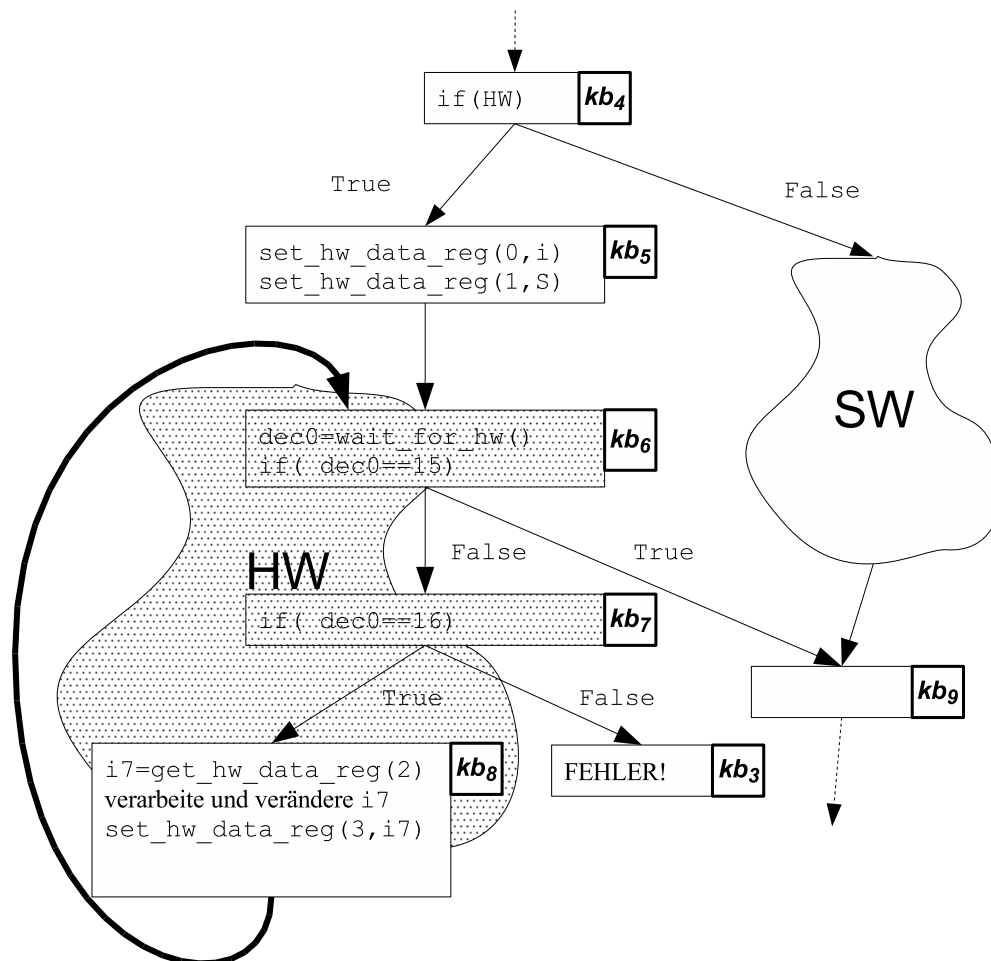 if(HW)
kb4
True
False
set_hw_data_reg(0,i)
set_hw_data_reg(1,S)
kb5
SW
dec0=wait_for_hw()
if( dec0==15)
kb6
HW
False
True
if( dec0==16)
kb7
True
False
kb9
i7=get_hw_data_reg(2)
verarbeite und verändere i7
set_hw_data_reg(3,i7)
kb8
FEHLER!
kb3